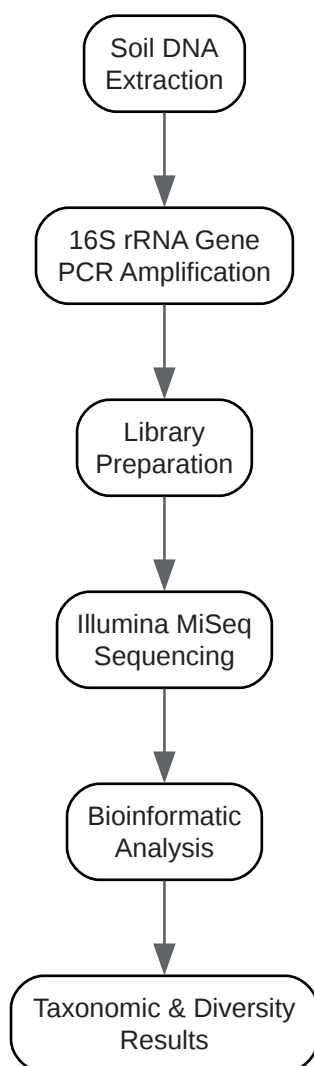 Soil DNA
Extraction
16S rRNA Gene
PCR Amplification
Library
Preparation
Illumina MiSeq
Sequencing
Bioinformatic
Analysis
Taxonomic & Diversity
Results